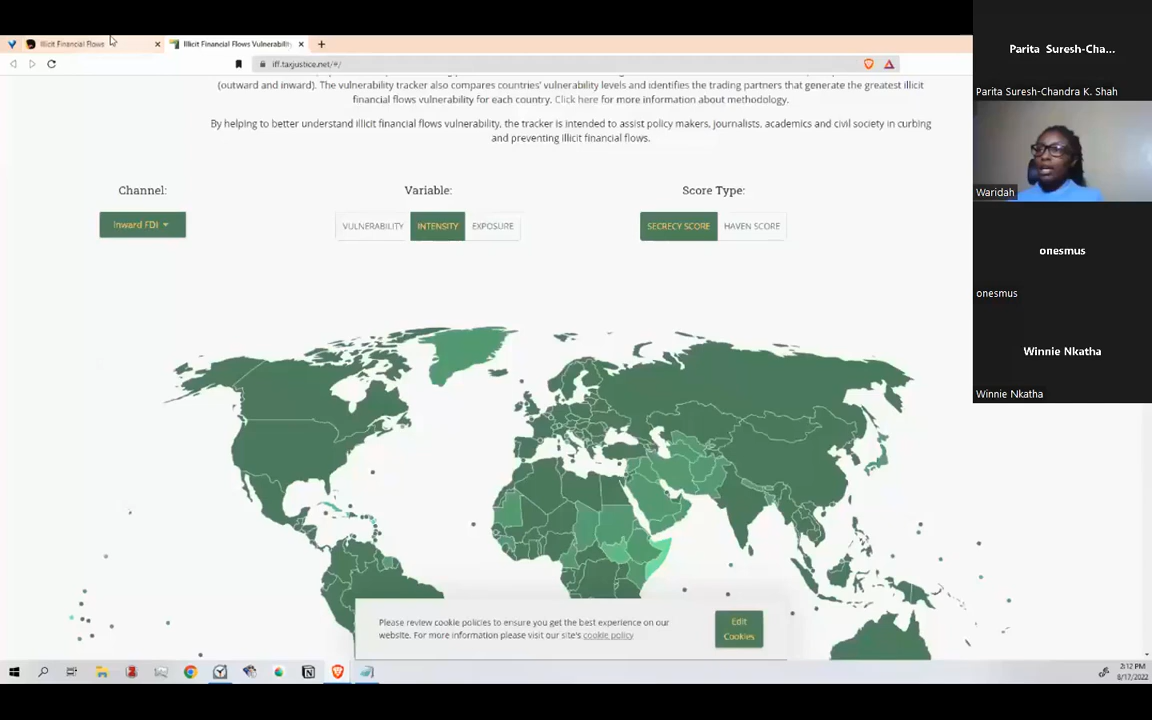 Illicit Financial Flows
Illicit Financial Flows Vulnerability
iff.taxjustice.net/#/
(outward and inward). The vulnerability tracker also compares countries' vulnerability levels and identifies the trading partners that generate the greatest illicit
financial flows vulnerability for each country. Click here for more information about methodology.
By helping to better understand illicit financial flows vulnerability, the tracker is intended to assist policy makers, journalists, academics and civil society in curbing
and preventing illicit financial flows.
Channel:
Variable:
Score Type:
Inward FDI
VULNERABILITY
INTENSITY
EXPOSURE
SECRECY SCORE
HAVEN SCORE
Please review cookie policies to ensure you get the best experience on our
website. For more information please visit our site's cookie policy
Edit
Cookies
2:12 PM
8/17/2022
Parita Suresh-Cha...
Parita Suresh-Chandra K. Shah
Waridah
onesmus
onesmus
Winnie Nkatha
Winnie Nkatha